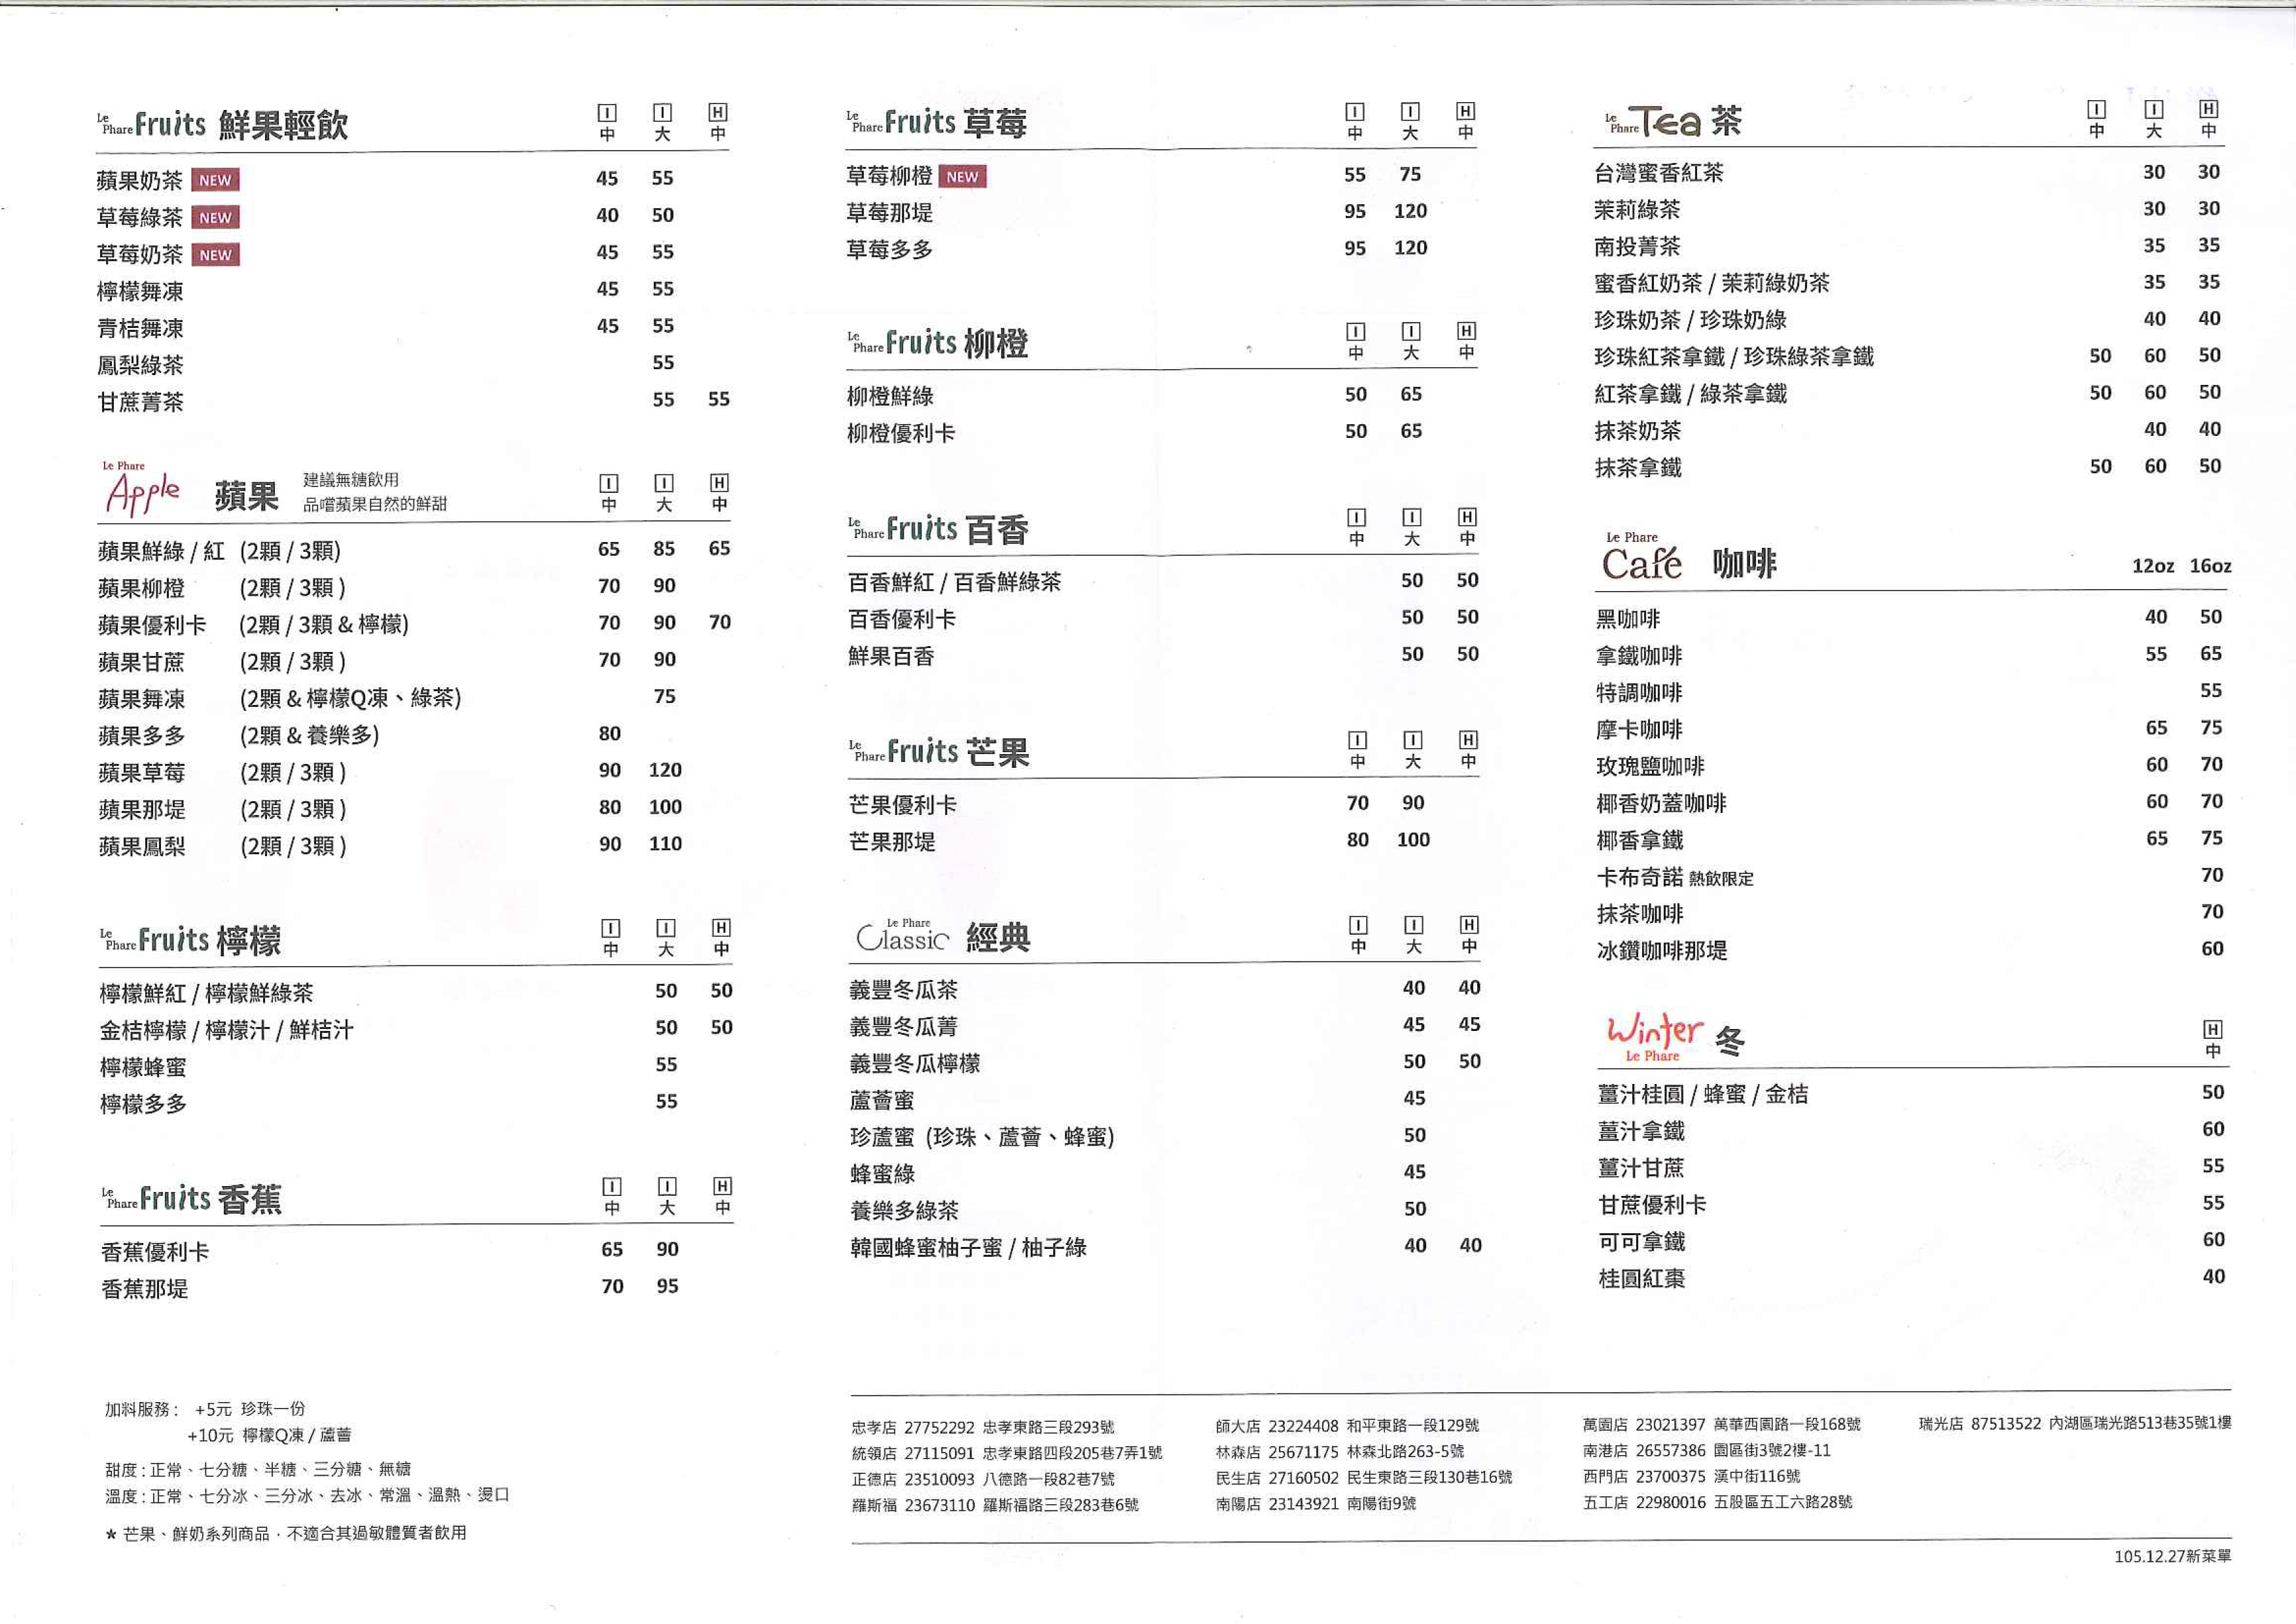 Le Phare Fruits 鮮果輕飲 I中 I大 H中
蘋果奶茶 NEW 45 55
草莓綠茶 NEW 40 50
草莓奶茶 NEW 45 55
檸檬舞凍 45 55
青桔舞凍 45 55
鳳梨綠茶 55
甘蔗菁茶 55 55
Le Phare Apple 蘋果 建議無糖飲用 品嚐蘋果自然的鮮甜 I中 I大 H中
蘋果鮮綠 / 紅 (2顆 / 3顆) 65 85 65
蘋果柳橙 (2顆 / 3顆 ) 70 90
蘋果優利卡 (2顆 / 3顆 & 檸檬) 70 90 70
蘋果甘蔗 (2顆 / 3顆 ) 70 90
蘋果舞凍 (2顆 & 檸檬Q凍、綠茶) 75
蘋果多多 (2顆 & 養樂多) 80
蘋果草莓 (2顆 / 3顆 ) 90 120
蘋果那堤 (2顆 / 3顆 ) 80 100
蘋果鳳梨 (2顆 / 3顆 ) 90 110
Le Phare Fruits 檸檬 I中 I大 H中
檸檬鮮紅 / 檸檬鮮綠茶 50 50
金桔檸檬 / 檸檬汁 / 鮮桔汁 50 50
檸檬蜂蜜 55
檸檬多多 55
Le Phare Fruits 香蕉 I中 I大 H中
香蕉優利卡 65 90
香蕉那堤 70 95
加料服務 : +5元 珍珠一份
+10元 檸檬Q凍 / 蘆薈
甜度 : 正常、七分糖、半糖、三分糖、無糖
溫度 : 正常、七分冰、三分冰、去冰、常溫、溫熱、燙口
* 芒果、鮮奶系列商品 · 不適合其過敏體質者飲用
Le Phare Fruits 草莓 I中 I大 H中
草莓柳橙 NEW 55 75
草莓那堤 95 120
草莓多多 95 120
Le Phare Fruits 柳橙 I中 I大 H中
柳橙鮮綠 50 65
柳橙優利卡 50 65
Le Phare Fruits 百香 I中 I大 H中
百香鮮紅 / 百香鮮綠茶 50 50
百香優利卡 50 50
鮮果百香 50 50
Le Phare Fruits 芒果 I中 I大 H中
芒果優利卡 70 90
芒果那堤 80 100
Le Phare Classic 經典 I中 I大 H中
義豐冬瓜茶 40 40
義豐冬瓜菁 45 45
義豐冬瓜檸檬 50 50
蘆薈蜜 45
珍蘆蜜 (珍珠、蘆薈、蜂蜜) 50
蜂蜜綠 45
養樂多綠茶 50
韓國蜂蜜柚子蜜 / 柚子綠 40 40
Le Phare Tea 茶 I中 I大 H中
台灣蜜香紅茶 30 30
茉莉綠茶 30 30
南投菁茶 35 35
蜜香紅奶茶 / 茉莉綠奶茶 35 35
珍珠奶茶 / 珍珠奶綠 40 40
珍珠紅茶拿鐵 / 珍珠綠茶拿鐵 50 60 50
紅茶拿鐵 / 綠茶拿鐵 50 60 50
抹茶奶茶 40 40
抹茶拿鐵 50 60 50
Le Phare Café 咖啡 12oz 16oz
黑咖啡 40 50
拿鐵咖啡 55 65
特調咖啡 55
摩卡咖啡 65 75
玫瑰鹽咖啡 60 70
椰香奶蓋咖啡 60 70
椰香拿鐵 65 75
卡布奇諾 熱飲限定 70
抹茶咖啡 70
冰鑽咖啡那堤 60
Winter Le Phare 冬 H中
薑汁桂圓 / 蜂蜜 / 金桔 50
薑汁拿鐵 60
薑汁甘蔗 55
甘蔗優利卡 55
可可拿鐵 60
桂圓紅棗 40
忠孝店 27752292 忠孝東路三段293號
統領店 27115091 忠孝東路四段205巷7弄1號
正德店 23510093 八德路一段82巷7號
羅斯福 23673110 羅斯福路三段283巷6號
師大店 23224408 和平東路一段129號
林森店 25671175 林森北路263-5號
民生店 27160502 民生東路三段130巷16號
南陽店 23143921 南陽街9號
萬園店 23021397 萬華西園路一段168號
南港店 26557386 園區街3號2樓-11
西門店 23700375 漢中街116號
五工店 22980016 五股區五工六路28號
瑞光店 87513522 內湖區瑞光路513巷35號1樓
105.12.27新菜單